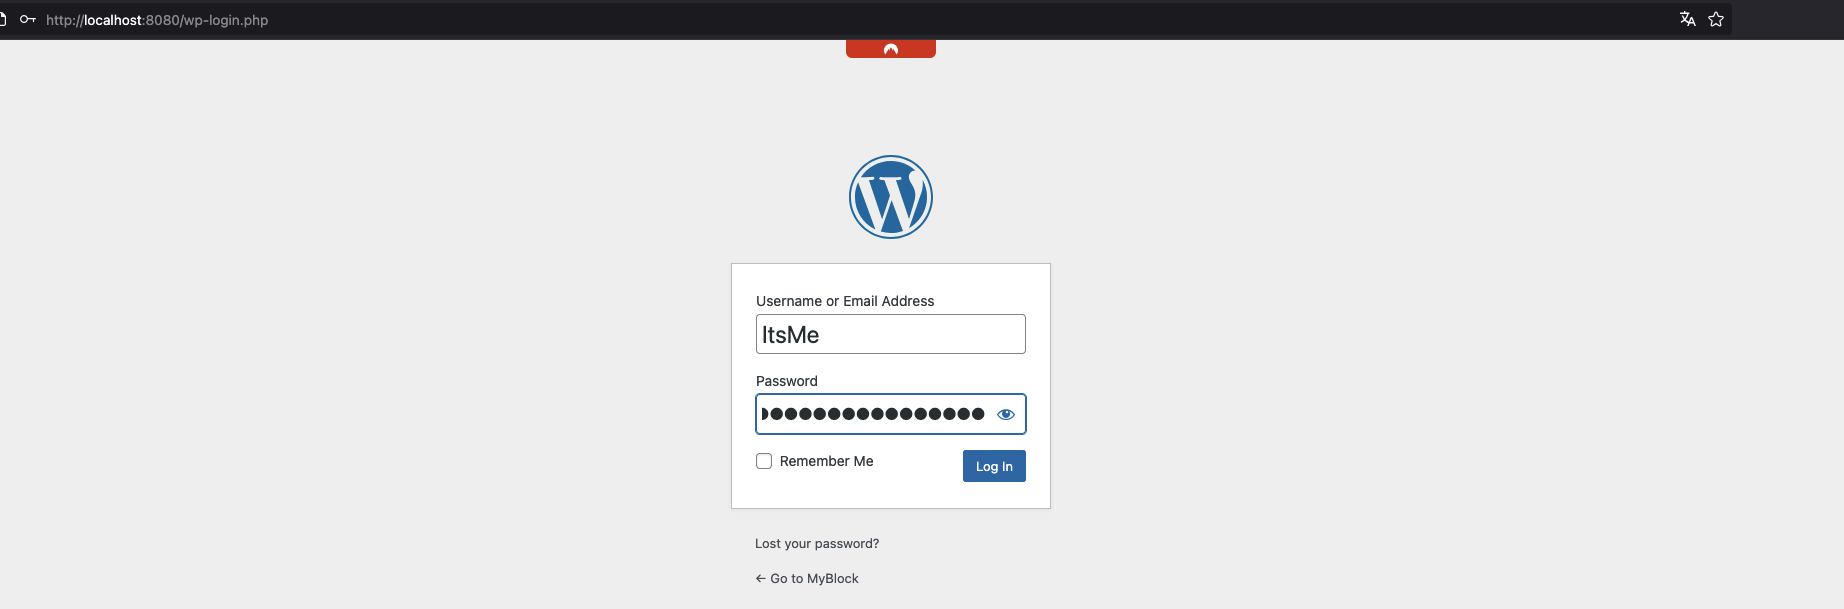 http://localhost:8080/wp-login.php
Username or Email Address
ItsMe
Password
Remember Me
Log In
Lost your password?
← Go to MyBlock